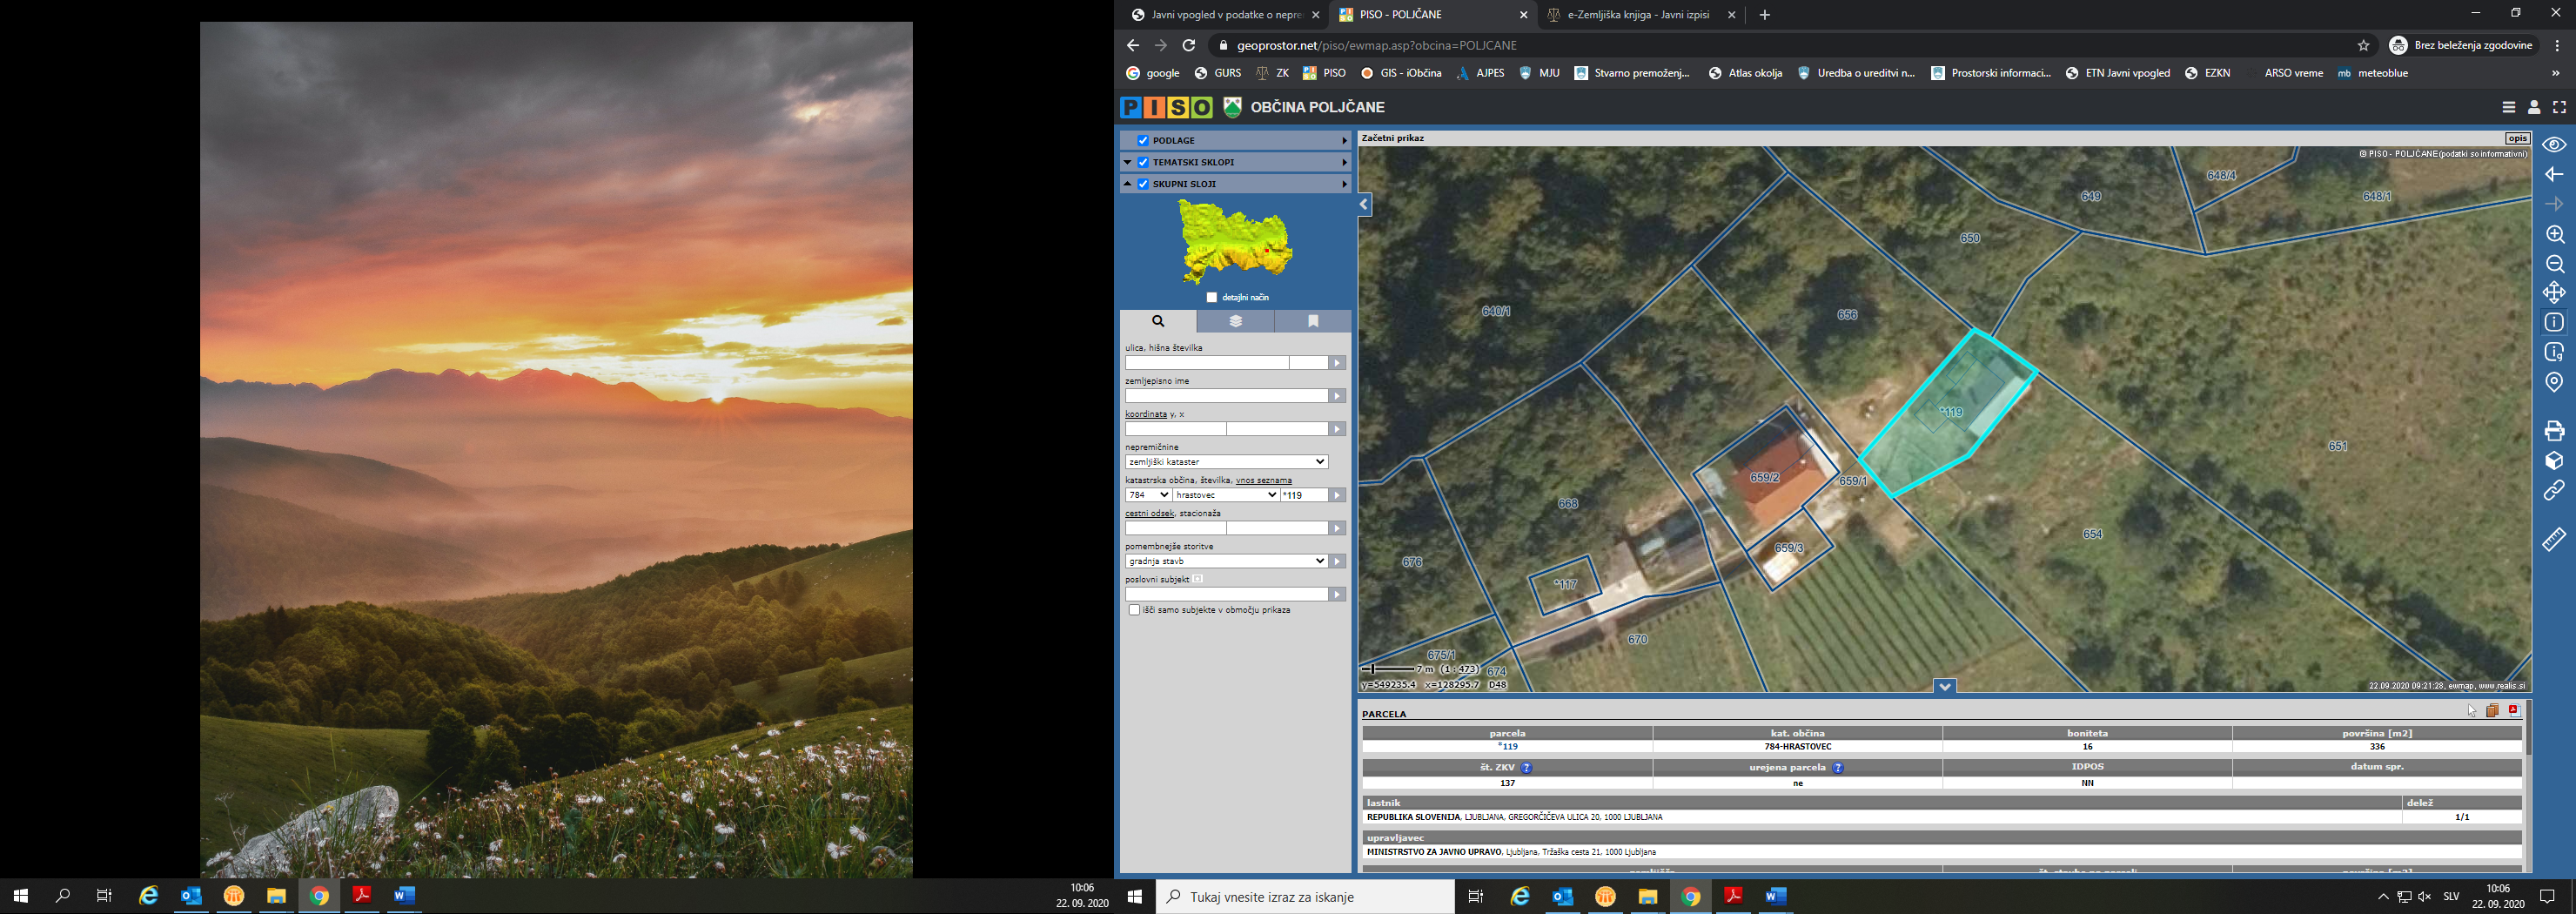 Javni vpogled v podatke o nepre
PISO - POLJČANE
e-Zemljiška knjiga - Javni izpisi
geoprostor.net/piso/ewmap.asp?obcina=POLJCANE
Brez beleženja zgodovine
google
GURS
ZK
PISO
GIS - iObčina
AJPES
MJU
Stvarno premoženj...
Atlas okolja
Uredba o ureditvi n...
Prostorski informaci...
ETN Javni vpogled
EZKN
ARSO vreme
mb meteoblue
»
PISO
OBČINA POLJČANE
PODLAGE
TEMATSKI SKLOPI
SKUPNI SLOJI
detajlni način
ulica, hišna številka
zemljepisno ime
koordinata y, x
nepremičnine
zemljiški kataster
katastrska občina, številka, vnos seznama
784
hrastovec
*119
cestni odsek, stacionaža
pomembnejše storitve
gradnja stavb
poslovni subjekt
išči samo subjekte v območju prikaza
Začetni prikaz
opis
© PISO - POLJČANE(podatki so informativni)
648/4
649
648/1
650
640/1
656
*119
651
659/2
659/1
668
654
659/3
676
*117
670
675/1
674
7 m (1 : 473)
y=549235.4 x=128295.7 D48
22.09.2020 09:21:28, ewmap, www.realis.si
PARCELA
parcela
kat. občina
boniteta
površina [m2]
*119
784-HRASTOVEC
16
336
št. ZKV
urejena parcela
IDPOS
datum spr.
137
ne
NN
lastnik
delež
REPUBLIKA SLOVENIJA, LJUBLJANA, GREGORČIČEVA ULICA 20, 1000 LJUBLJANA
1/1
upravljavec
MINISTRSTVO ZA JAVNO UPRAVO, Ljubljana, Tržaška cesta 21, 1000 Ljubljana
10:06
22. 09. 2020
Tukaj vnesite izraz za iskanje
SLV
10:06
22. 09. 2020